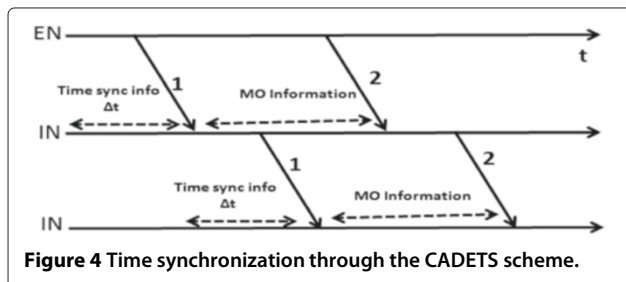 EN
t
1
2
Time sync info
Δt
MO Information
IN
1
2
Time sync info
Δt
MO Information
IN
Figure 4 Time synchronization through the CADETS scheme.